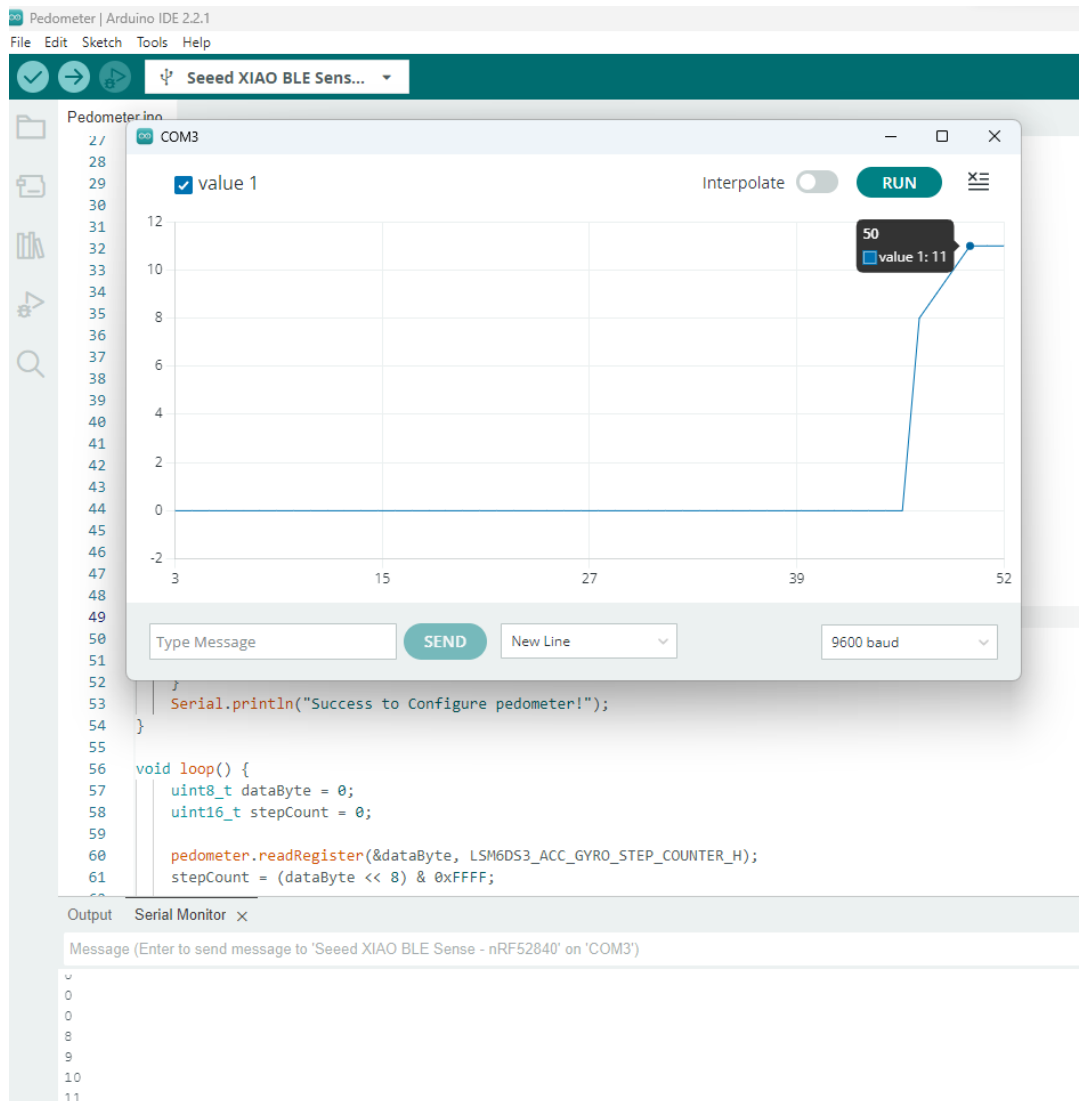 Pedometer | Arduino IDE 2.2.1
File Edit Sketch Tools Help
Seeed XIAO BLE Sens...
Pedometer.ino
COM3
value 1
Interpolate
RUN
12
10
8
6
4
2
0
-2
50
value 1: 11
3 15 27 39 52
Type Message
SEND
New Line
9600 baud
27
28
29
30
31
32
33
34
35
36
37
38
39
40
41
42
43
44
45
46
47
48
49
50
51
52 }
53 Serial.println("Success to Configure pedometer!");
54 }
55
56 void loop() {
57 uint8_t dataByte = 0;
58 uint16_t stepCount = 0;
59
60 pedometer.readRegister(&dataByte, LSM6DS3_ACC_GYRO_STEP_COUNTER_H);
61 stepCount = (dataByte << 8) & 0xFFFF;
Output Serial Monitor
Message (Enter to send message to 'Seeed XIAO BLE Sense - nRF52840' on 'COM3')
0
0
8
9
10
11